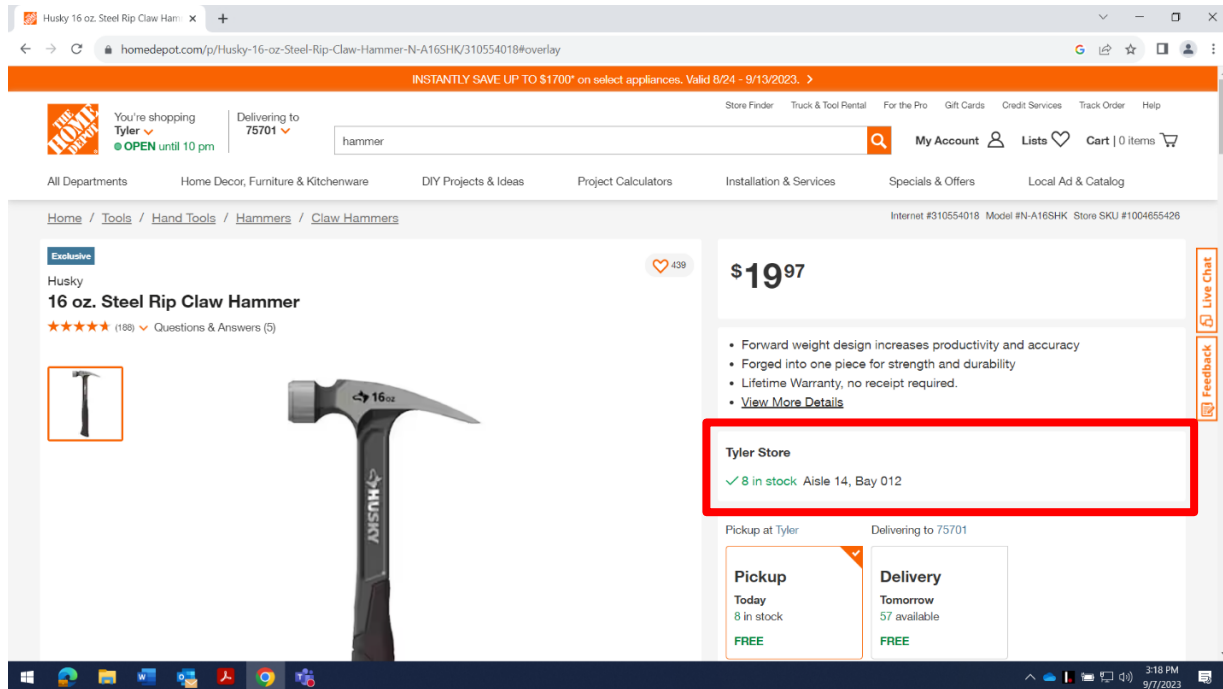 Husky 16 oz. Steel Rip Claw Ham
homedepot.com/p/Husky-16-oz-Steel-Rip-Claw-Hammer-N-A16SHK/310554018#overlay
INSTANTLY SAVE UP TO $1700* on select appliances. Valid 8/24 - 9/13/2023. >
Store Finder Truck & Tool Rental For the Pro Gift Cards Credit Services Track Order Help
THE HOME DEPOT
You're shopping
Tyler
OPEN until 10 pm
Delivering to
75701
hammer
My Account Lists Cart | 0 items
All Departments Home Decor, Furniture & Kitchenware DIY Projects & Ideas Project Calculators Installation & Services Specials & Offers Local Ad & Catalog
Home / Tools / Hand Tools / Hammers / Claw Hammers
Internet #310554018 Model #N-A16SHK Store SKU #1004655426
Exclusive
439
Husky
16 oz. Steel Rip Claw Hammer
(188) Questions & Answers (5)
16oz
HUSKY
$19 97
• Forward weight design increases productivity and accuracy
• Forged into one piece for strength and durability
• Lifetime Warranty, no receipt required.
• View More Details
Live Chat
Feedback
Tyler Store
8 in stock Aisle 14, Bay 012
Pickup at Tyler Delivering to 75701
Pickup
Today
8 in stock
FREE
Delivery
Tomorrow
57 available
FREE
3:18 PM
9/7/2023